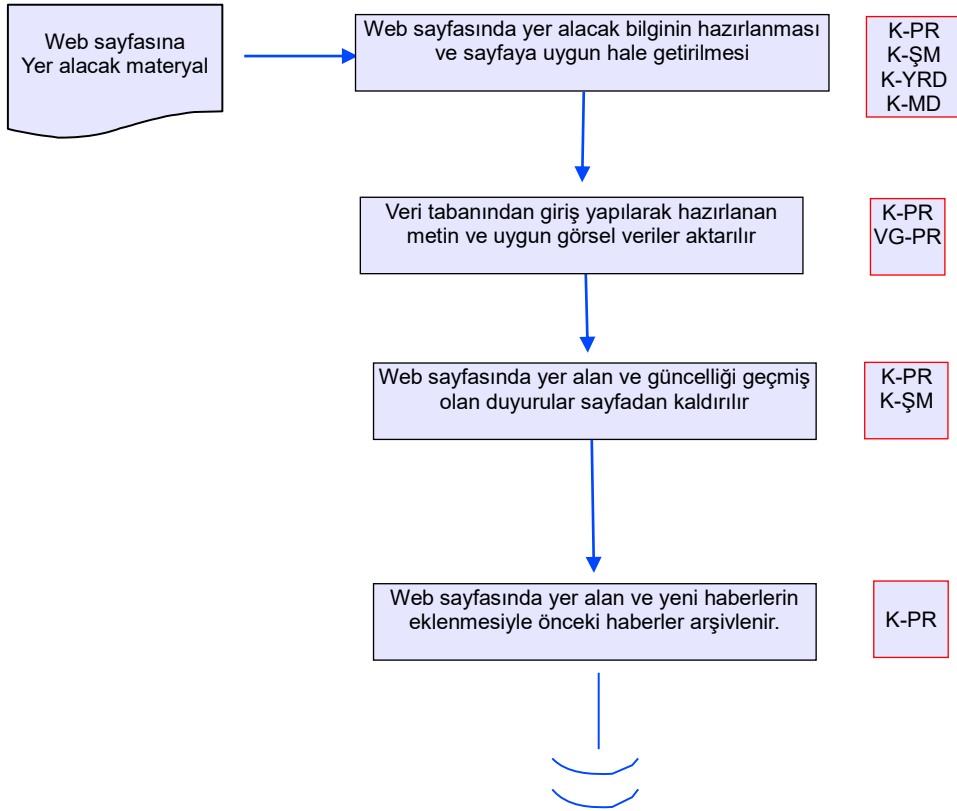 Web sayfasına
Yer alacak materyal
Web sayfasında yer alacak bilginin hazırlanması
ve sayfaya uygun hale getirilmesi
K-PR
K-ŞM
K-YRD
K-MD
Veri tabanından giriş yapılarak hazırlanan
metin ve uygun görsel veriler aktarılır
K-PR
VG-PR
Web sayfasında yer alan ve güncelliği geçmiş
olan duyurular sayfadan kaldırılır
K-PR
K-ŞM
Web sayfasında yer alan ve yeni haberlerin
eklenmesiyle önceki haberler arşivlenir.
K-PR